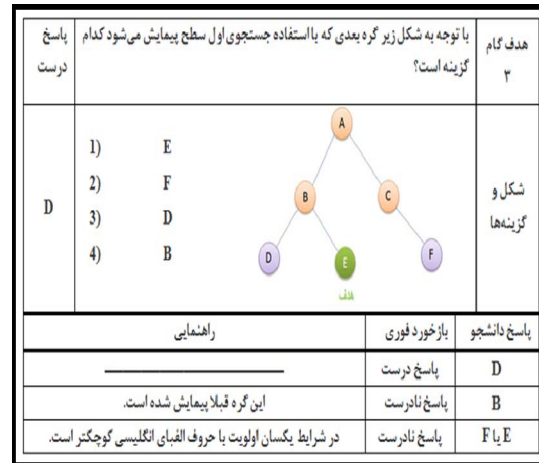 هدف گام ۳
با توجه به شکل زیر گره بعدی که با استفاده جستجوی اول سطح پیمایش می‌شود کدام گزینه است؟
پاسخ درست
شکل و گزینه‌ها
1) E
2) F
3) D
4) B
A
B
C
D
E
F
هدف
D
پاسخ دانشجو
بازخورد فوری
راهنمایی
D
پاسخ درست
B
پاسخ نادرست
این گره قبلا پیمایش شده است.
E یا F
پاسخ نادرست
در شرایط یکسان اولویت با حروف الفبای انگلیسی کوچکتر است.